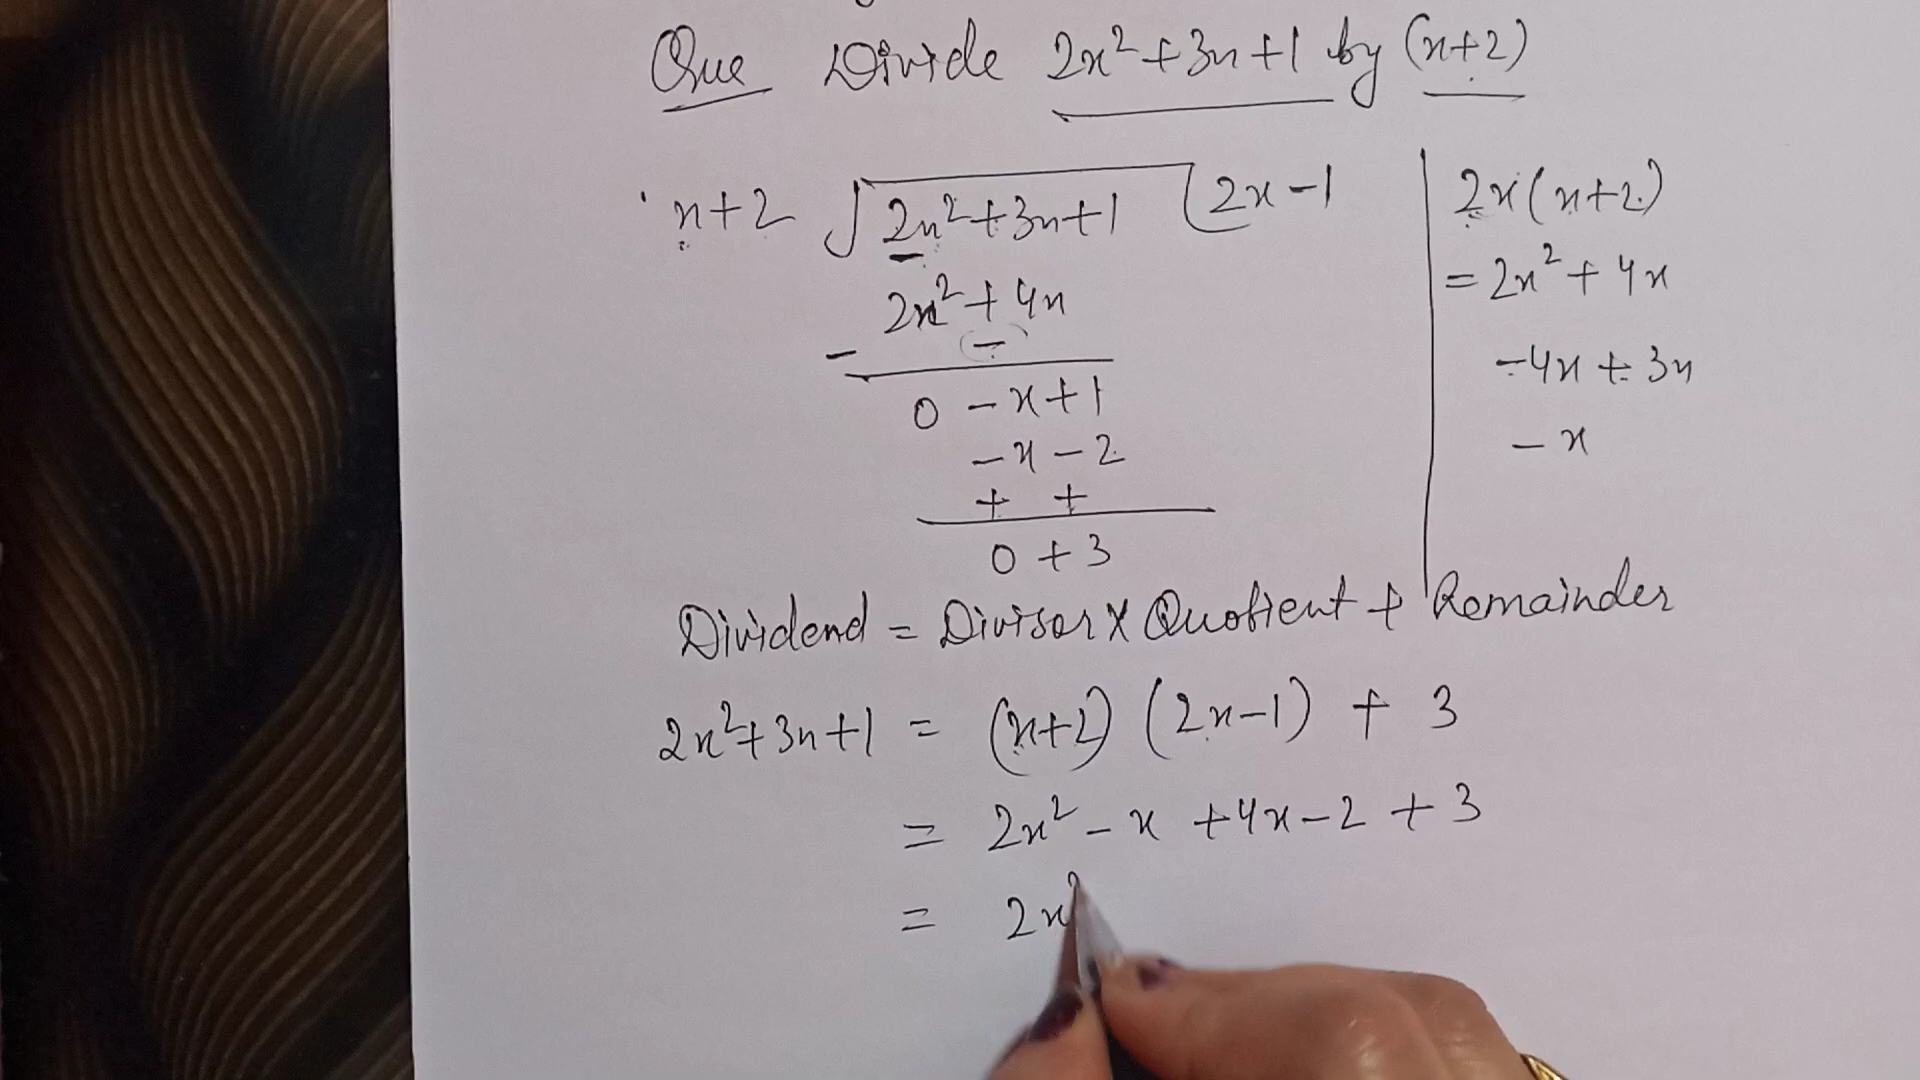 Que Divide 2x²+3x+1 by (x+2)
x+2 √2x²+3x+1 ( 2x-1
2x²+4x
- -
0 -x+1
-x-2
+ +
0+3
2x(x+2)
=2x²+4x
-4x+3x
-x
Dividend = Divisor X Quotient + Remainder
2x²+3x+1 = (x+2) (2x-1) + 3
= 2x²-x +4x-2 +3
= 2x²